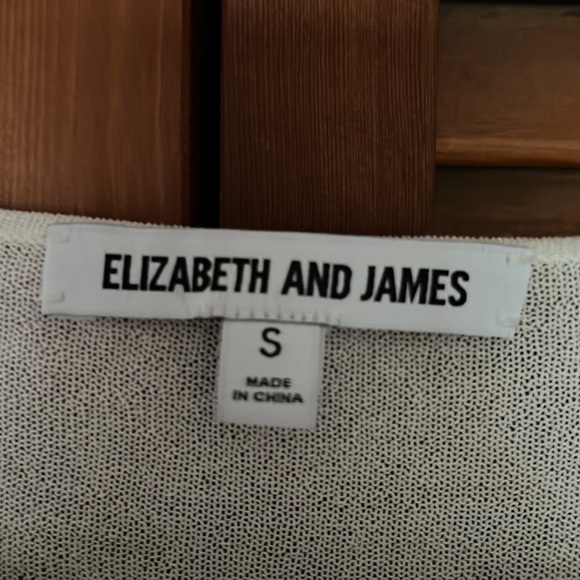 ELIZABETH AND JAMES
S
MADE
IN CHINA